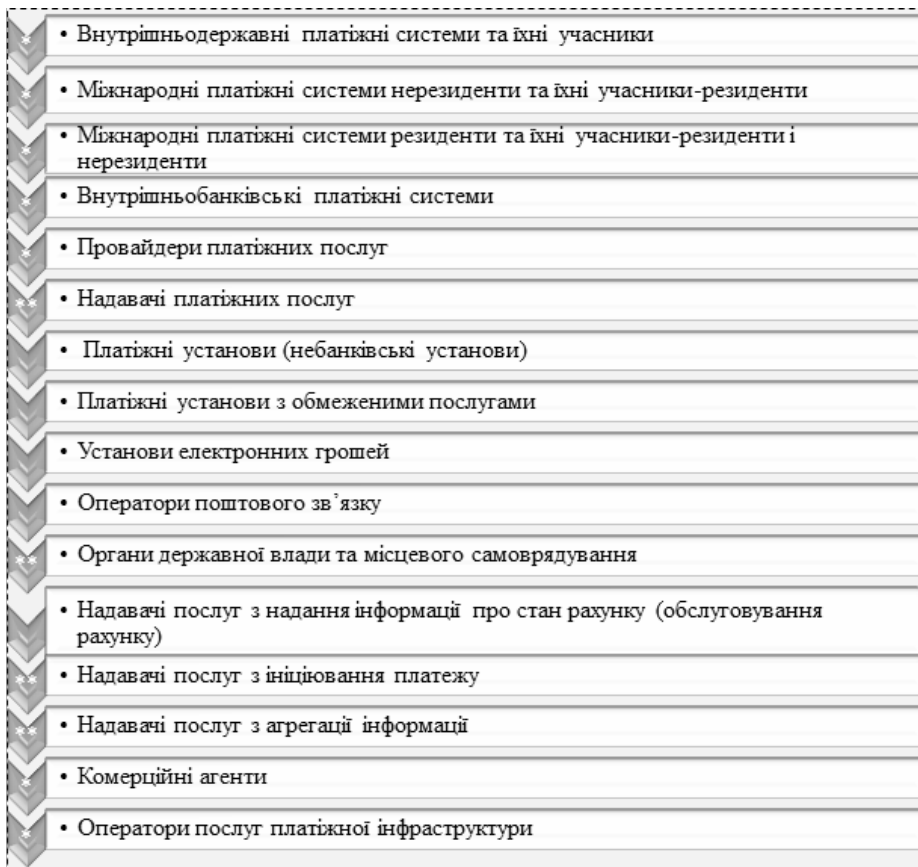 * • Внутрішньодержавні платіжні системи та їхні учасники
* • Міжнародні платіжні системи нерезиденти та їхні учасники-резиденти
* • Міжнародні платіжні системи резиденти та їхні учасники-резиденти і
нерезиденти
* • Внутрішньобанківські платіжні системи
* • Провайдери платіжних послуг
** • Надавачі платіжних послуг
• Платіжні установи (небанківські установи)
• Платіжні установи з обмеженими послугами
• Установи електронних грошей
• Оператори поштового зв’язку
** • Органи державної влади та місцевого самоврядування
• Надавачі послуг з надання інформації про стан рахунку (обслуговування
рахунку)
** • Надавачі послуг з ініціювання платежу
** • Надавачі послуг з агрегації інформації
* • Комерційні агенти
* • Оператори послуг платіжної інфраструктури